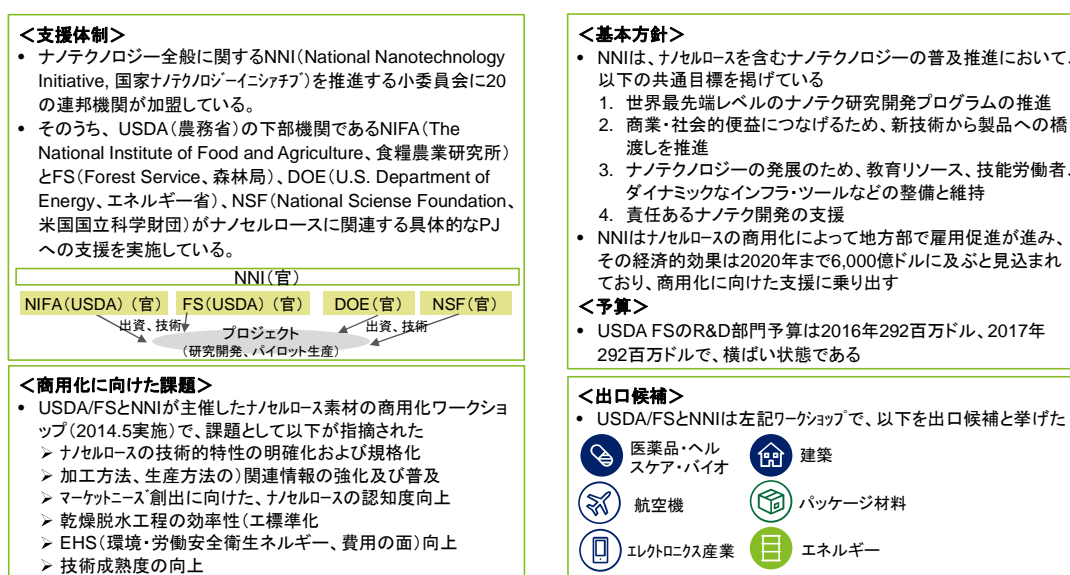 <支援体制>
• ナノテクノロジー全般に関するNNI(National Nanotechnology
Initiative, 国家ﾅﾉﾃｸﾉﾛｼﾞｰｲﾆｼｧﾁﾌﾞ)を推進する小委員会に20
の連邦機関が加盟している。
• そのうち、USDA(農務省)の下部機関であるNIFA(The
National Institute of Food and Agriculture、食糧農業研究所)
とFS(Forest Service、森林局)、DOE(U.S. Department of
Energy、エネルギー省)、NSF(National Sciense Foundation、
米国国立科学財団)がナノセルロースに関連する具体的なPJ
への支援を実施している。
NNI(官)
NIFA(USDA)(官) FS(USDA)(官) DOE(官) NSF(官)
出資、技術 出資、技術
プロジェクト
(研究開発、パイロット生産)
<商用化に向けた課題>
• USDA/FSとNNIが主催したﾅﾉｾﾙﾛｰｽ素材の商用化ワークショ
ップ(2014.5実施)で、課題として以下が指摘された
➢ ﾅﾉｾﾙﾛｰｽの技術的特性の明確化および規格化
➢ 加工方法、生産方法の)関連情報の強化及び普及
➢ ﾏｰｹｯﾄﾆｰｽﾞ創出に向けた、ﾅﾉｾﾙﾛｰｽの認知度向上
➢ 乾燥脱水工程の効率性(エ標準化
➢ EHS(環境・労働安全衛生ネルギー、費用の面)向上
➢ 技術成熟度の向上
<基本方針>
• NNIは、ﾅﾉｾﾙﾛｰｽを含むナノテクノロジーの普及推進において、
以下の共通目標を掲げている
1. 世界最先端レベルのナノテク研究開発プログラムの推進
2. 商業・社会的便益につなげるため、新技術から製品への橋
渡しを推進
3. ナノテクノロジーの発展のため、教育リソース、技能労働者、
ダイナミックなインフラ・ツールなどの整備と維持
4. 責任あるナノテク開発の支援
• NNIはﾅﾉｾﾙﾛｰｽの商用化によって地方部で雇用促進が進み、
その経済的効果は2020年まで6,000億ドルに及ぶと見込まれ
ており、商用化に向けた支援に乗り出す
<予算>
• USDA FSのR&D部門予算は2016年292百万ドル、2017年
292百万ドルで、横ばい状態である
<出口候補>
• USDA/FSとNNIは左記ﾜｰｸｼｮｯﾌﾟで、以下を出口候補と挙げた
医薬品・ヘル
スケア・バイオ
建築
航空機
パッケージ材料
ｴﾚｸﾄﾛﾆｸｽ産業
エネルギー